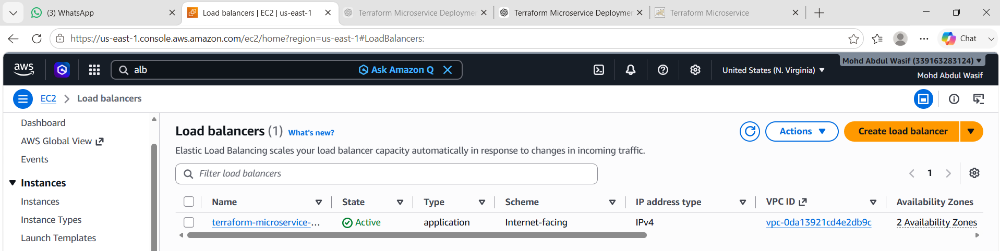 (3) WhatsApp
Load balancers | EC2 | us-east-1
Terraform Microservice Deploymen
Terraform Microservice Deploymen
Terraform Microservice
https://us-east-1.console.aws.amazon.com/ec2/home?region=us-east-1#LoadBalancers:
Chat
aws
alb
Ask Amazon Q
United States (N. Virginia)
Mohd Abdul Wasif (339163283124)
Mohd Abdul Wasif
EC2 > Load balancers
Dashboard
AWS Global View
Events
Instances
Instances
Instance Types
Launch Templates
Load balancers (1) What's new?
Actions
Create load balancer
Elastic Load Balancing scales your load balancer capacity automatically in response to changes in incoming traffic.
Filter load balancers
1
Name State Type Scheme IP address type VPC ID Availability Zones
terraform-microservice-... Active application Internet-facing IPv4 vpc-0da13921cd4e2db9c 2 Availability Zones